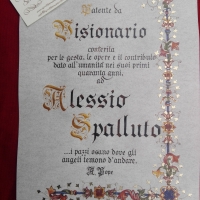 Patente da
Visionario
conferita
per le gesta, le opere e il contributo
dato all'umanità nei suoi primi
quaranta anni,
ad
Alessio
Spalluto
...i pazzi osano dove gli
angeli temono d'andare.
A. Pope